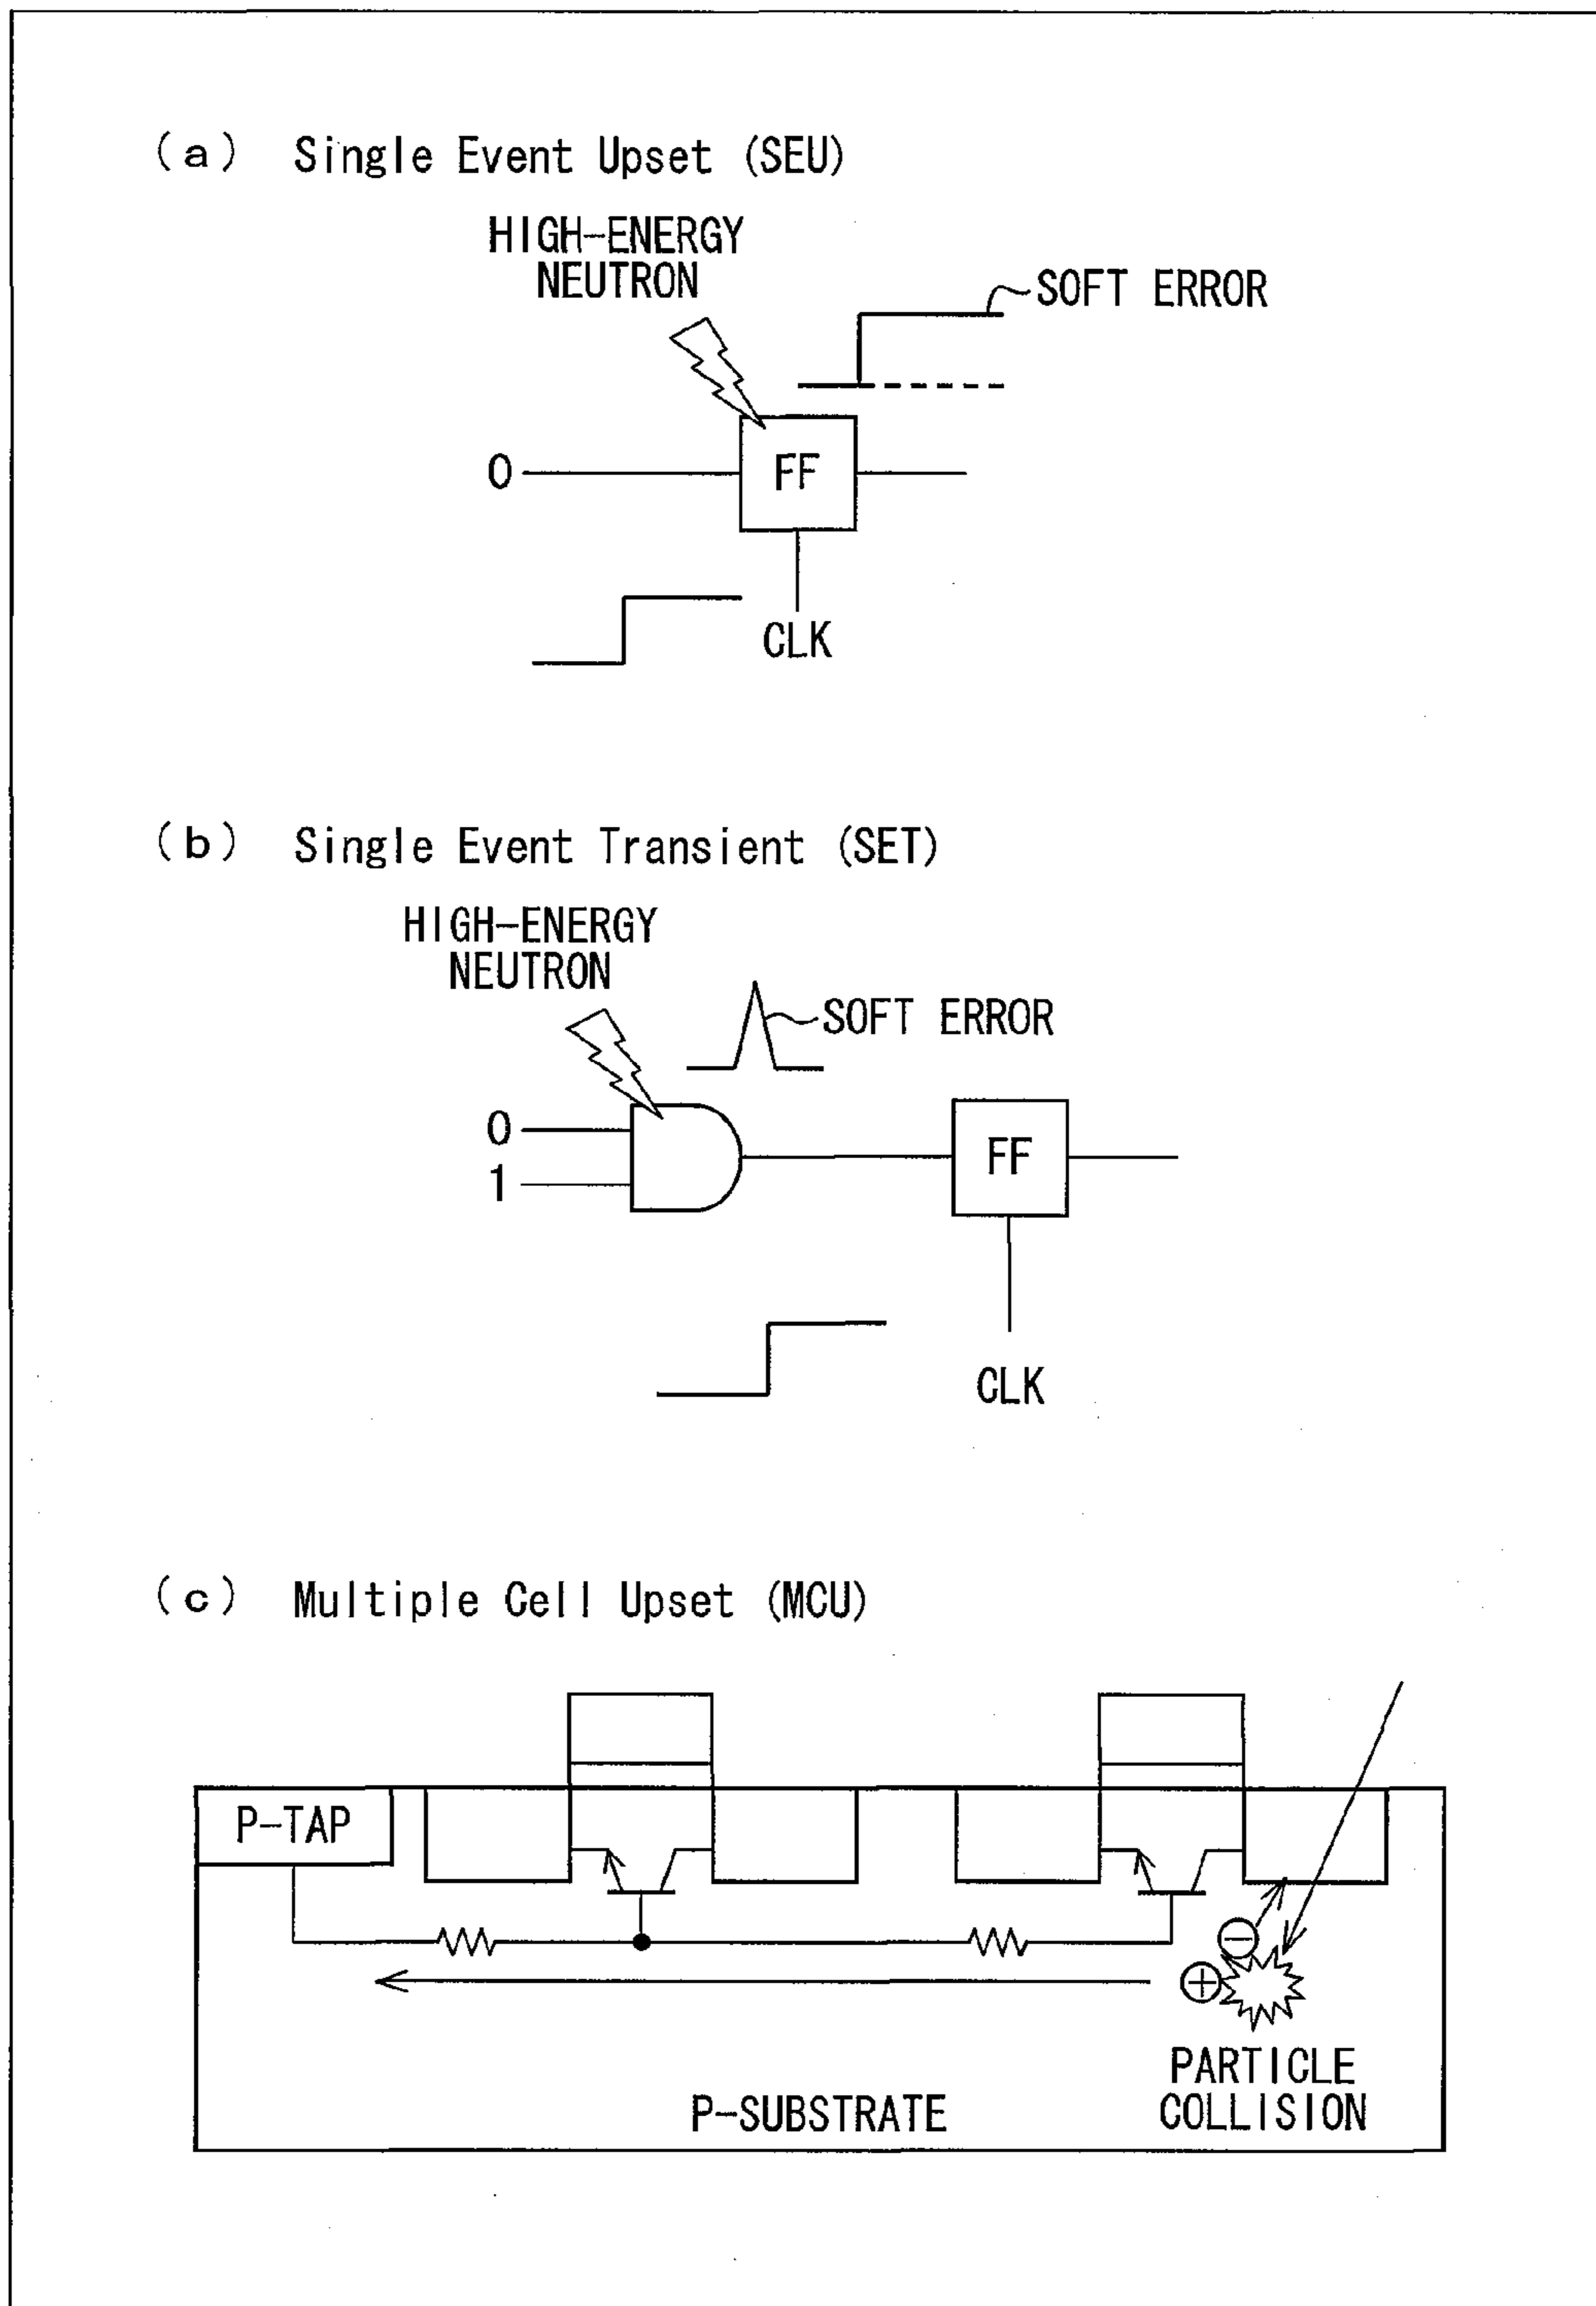 (a) Single Event Upset (SEU)
HIGH-ENERGY
NEUTRON
SOFT ERROR
0
FF
CLK
(b) Single Event Transient (SET)
HIGH-ENERGY
NEUTRON
SOFT ERROR
0
1
FF
CLK
(c) Multiple Cell Upset (MCU)
P-TAP
−
+
PARTICLE
COLLISION
P-SUBSTRATE